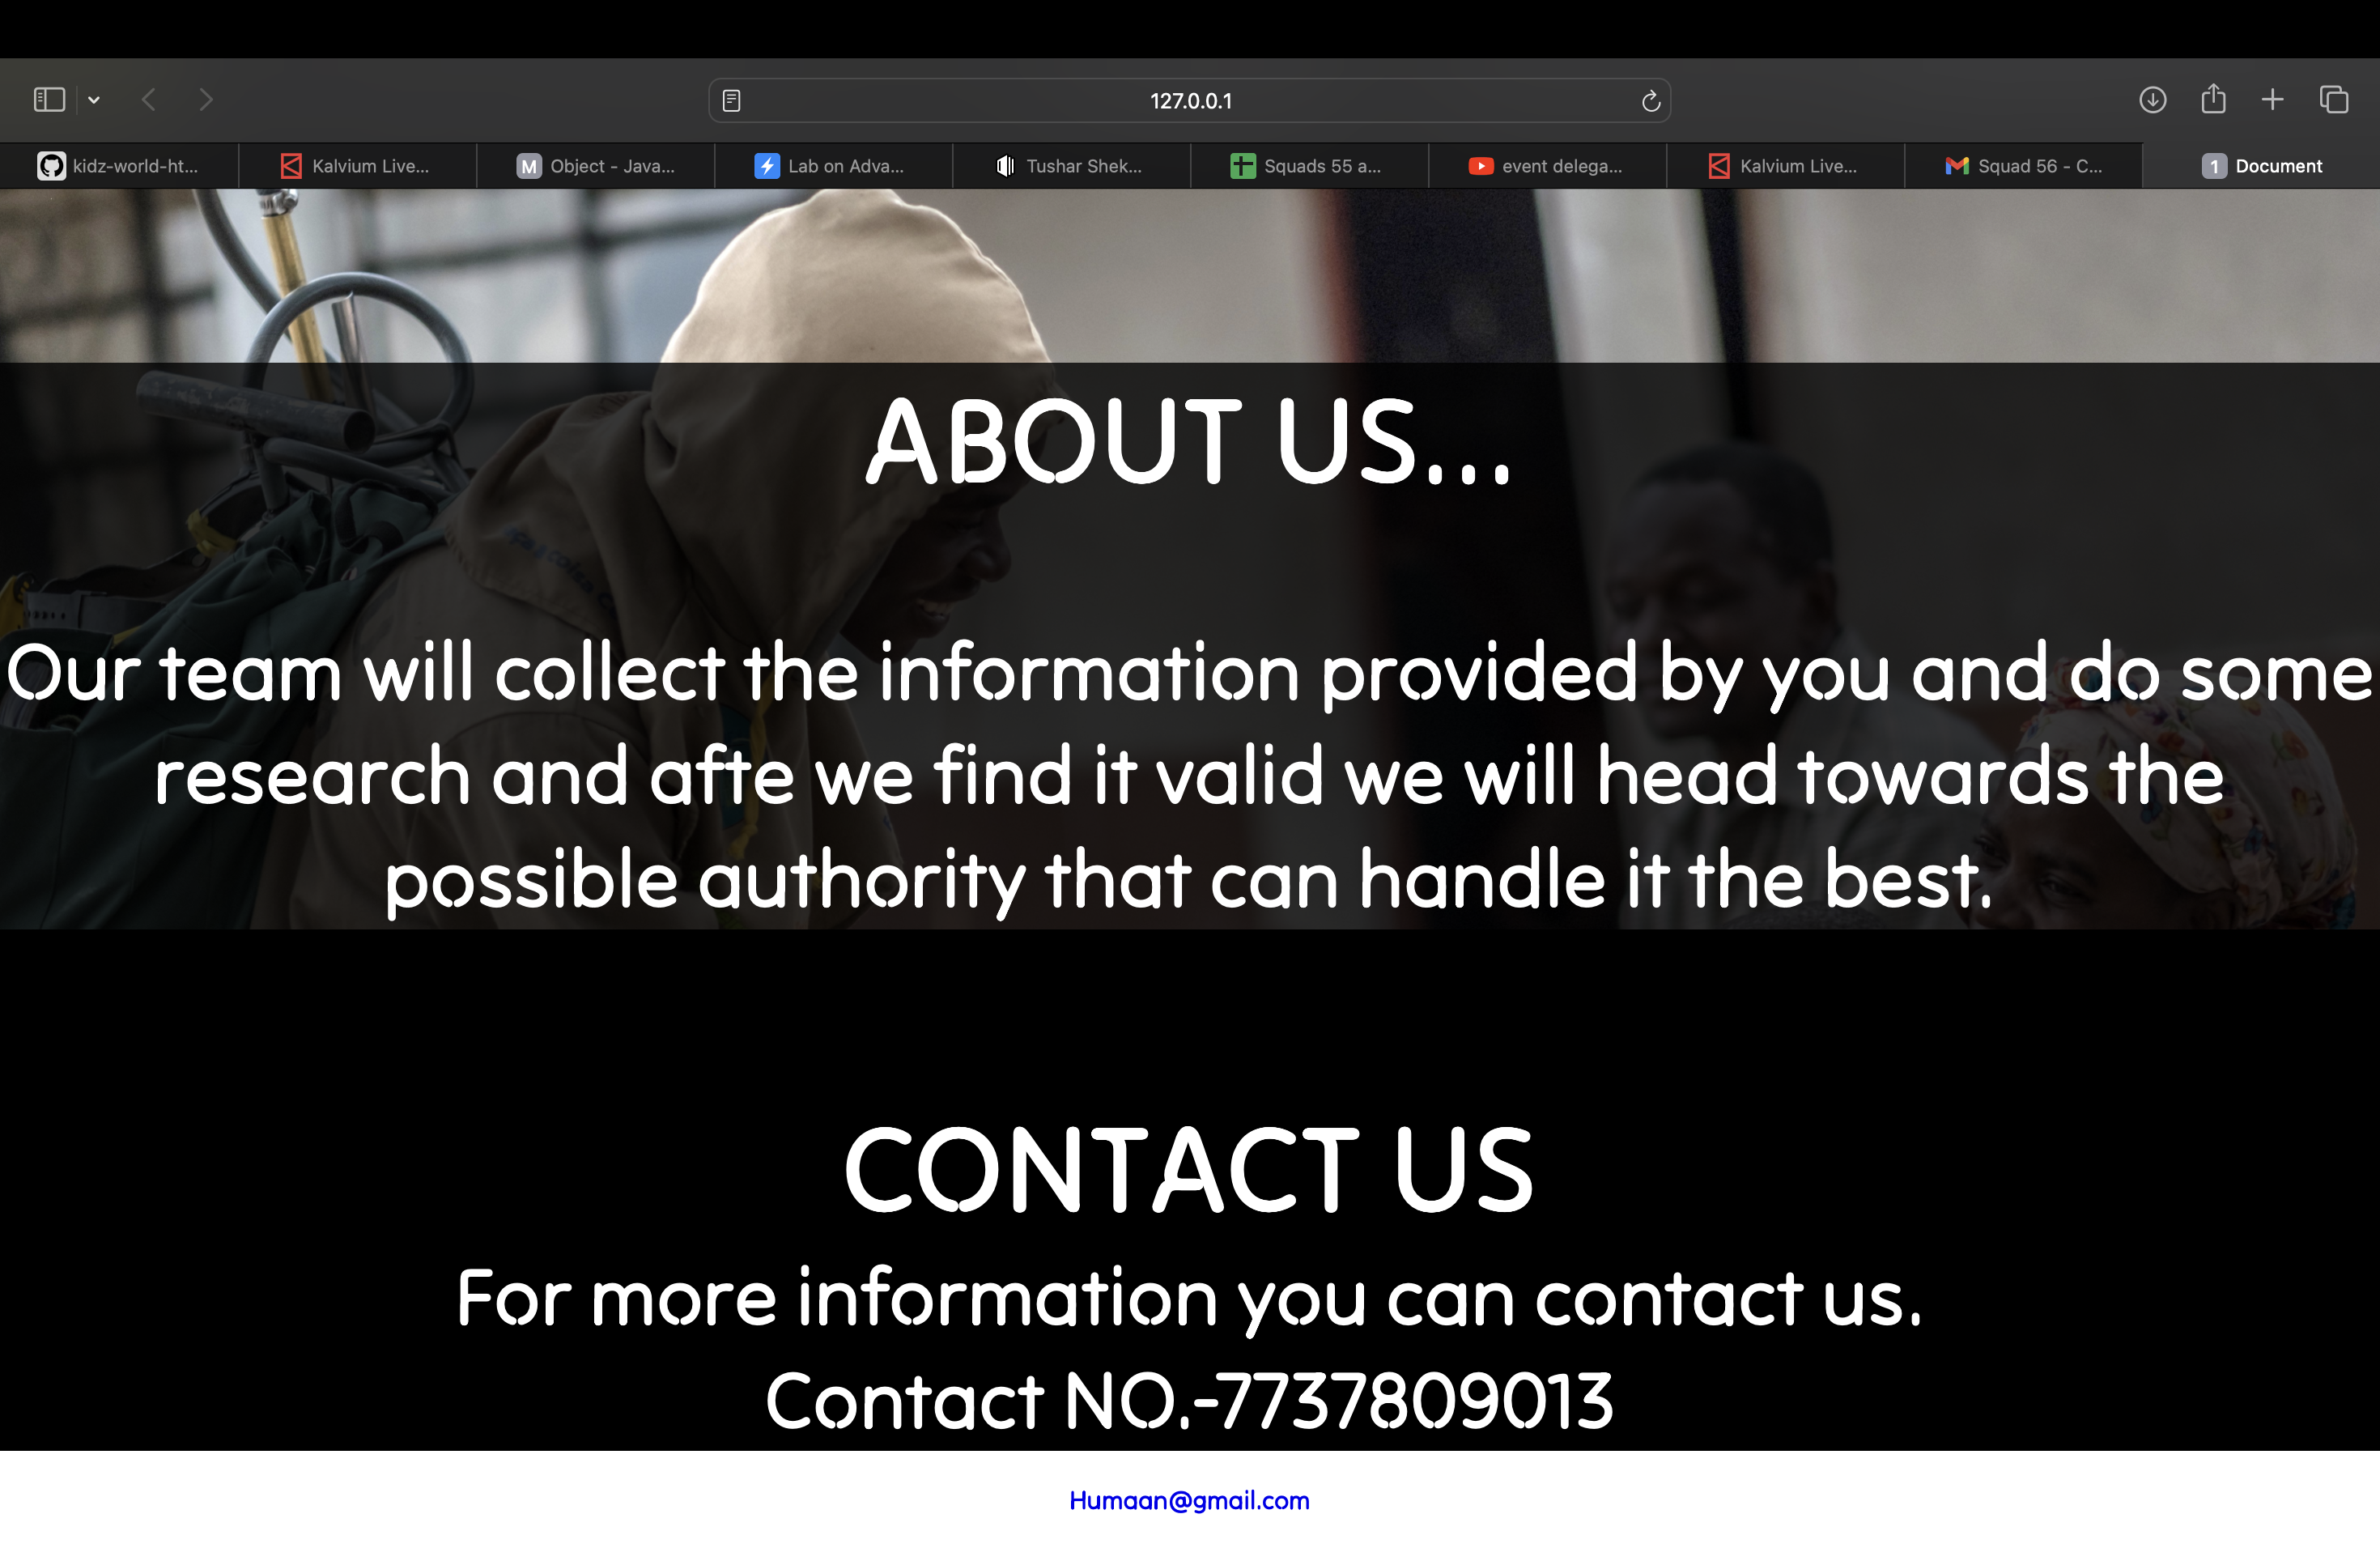 127.0.0.1
kidz-world-ht...
Kalvium Live...
M Object - Java...
Lab on Adva...
Tushar Shek...
Squads 55 a...
event delega...
Kalvium Live...
Squad 56 - C...
1 Document
ABOUT US...
Our team will collect the information provided by you and do some
research and afte we find it valid we will head towards the
possible authority that can handle it the best.
CONTACT US
For more information you can contact us.
Contact NO.-7737809013
Humaan@gmail.com